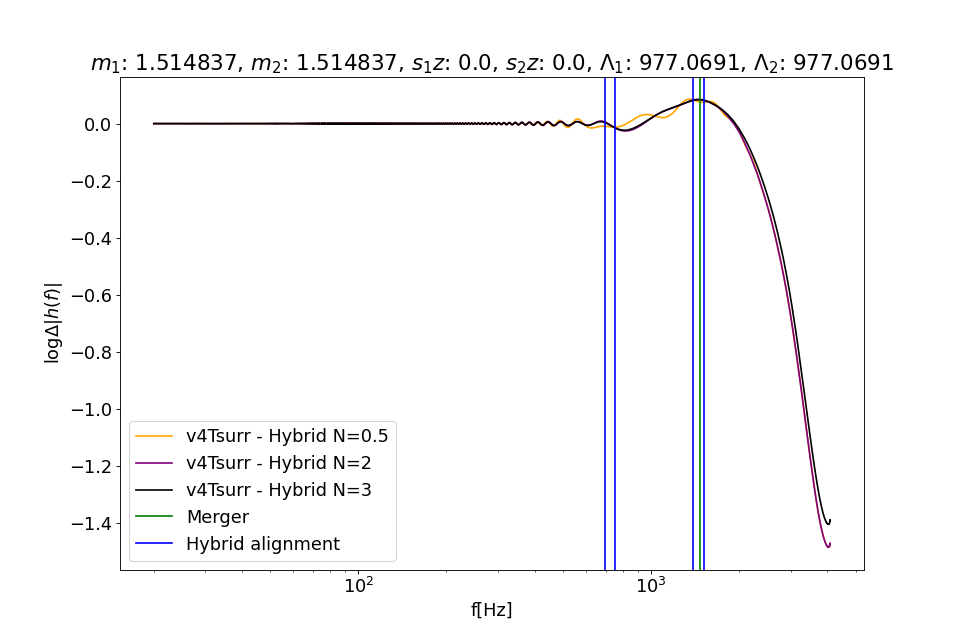 m₁: 1.514837, m₂: 1.514837, s₁z: 0.0, s₂z: 0.0, Λ₁: 977.0691, Λ₂: 977.0691
0.0
−0.2
−0.4
−0.6
−0.8
−1.0
−1.2
−1.4
logΔ|h(f)|
v4Tsurr - Hybrid N=0.5
v4Tsurr - Hybrid N=2
v4Tsurr - Hybrid N=3
Merger
Hybrid alignment
10² 10³
f[Hz]